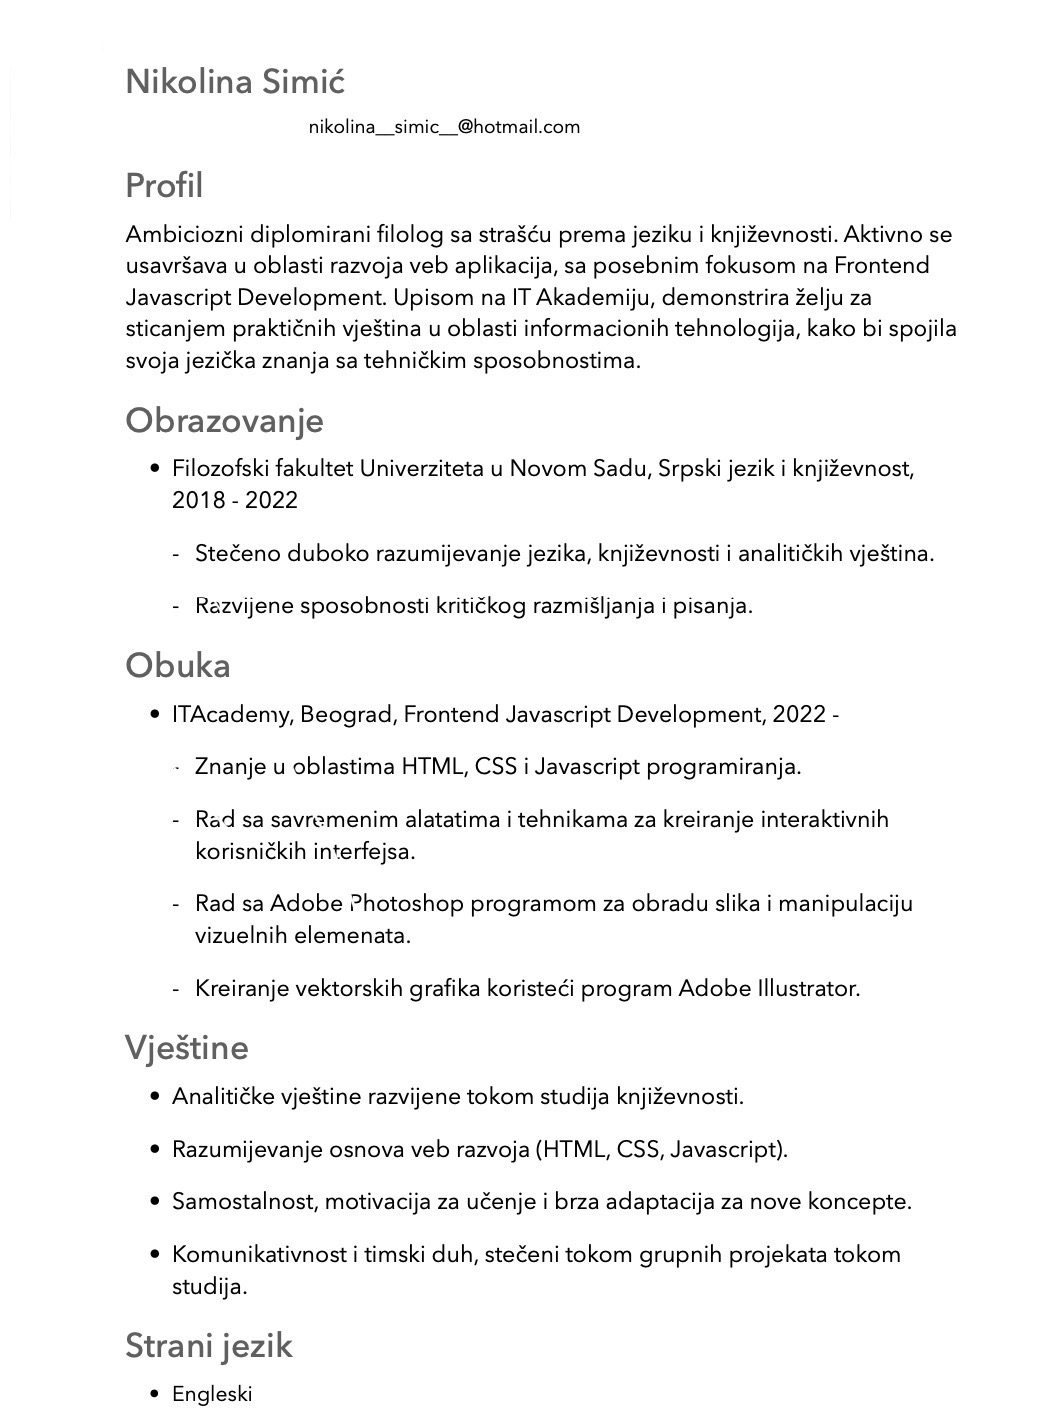 Nikolina Simić
nikolina__simic__@hotmail.com
Profil
Ambiciozni diplomirani filolog sa strašću prema jeziku i književnosti. Aktivno se
usavršava u oblasti razvoja veb aplikacija, sa posebnim fokusom na Frontend
Javascript Development. Upisom na IT Akademiju, demonstrira želju za
sticanjem praktičnih vještina u oblasti informacionih tehnologija, kako bi spojila
svoja jezička znanja sa tehničkim sposobnostima.
Obrazovanje
• Filozofski fakultet Univerziteta u Novom Sadu, Srpski jezik i književnost,
2018 - 2022
- Stečeno duboko razumijevanje jezika, književnosti i analitičkih vještina.
- Razvijene sposobnosti kritičkog razmišljanja i pisanja.
Obuka
• ITAcademy, Beograd, Frontend Javascript Development, 2022 -
- Znanje u oblastima HTML, CSS i Javascript programiranja.
- Rad sa savremenim alatatima i tehnikama za kreiranje interaktivnih
korisničkih interfejsa.
- Rad sa Adobe Photoshop programom za obradu slika i manipulaciju
vizuelnih elemenata.
- Kreiranje vektorskih grafika koristeći program Adobe Illustrator.
Vještine
• Analitičke vještine razvijene tokom studija književnosti.
• Razumijevanje osnova veb razvoja (HTML, CSS, Javascript).
• Samostalnost, motivacija za učenje i brza adaptacija za nove koncepte.
• Komunikativnost i timski duh, stečeni tokom grupnih projekata tokom
studija.
Strani jezik
• Engleski